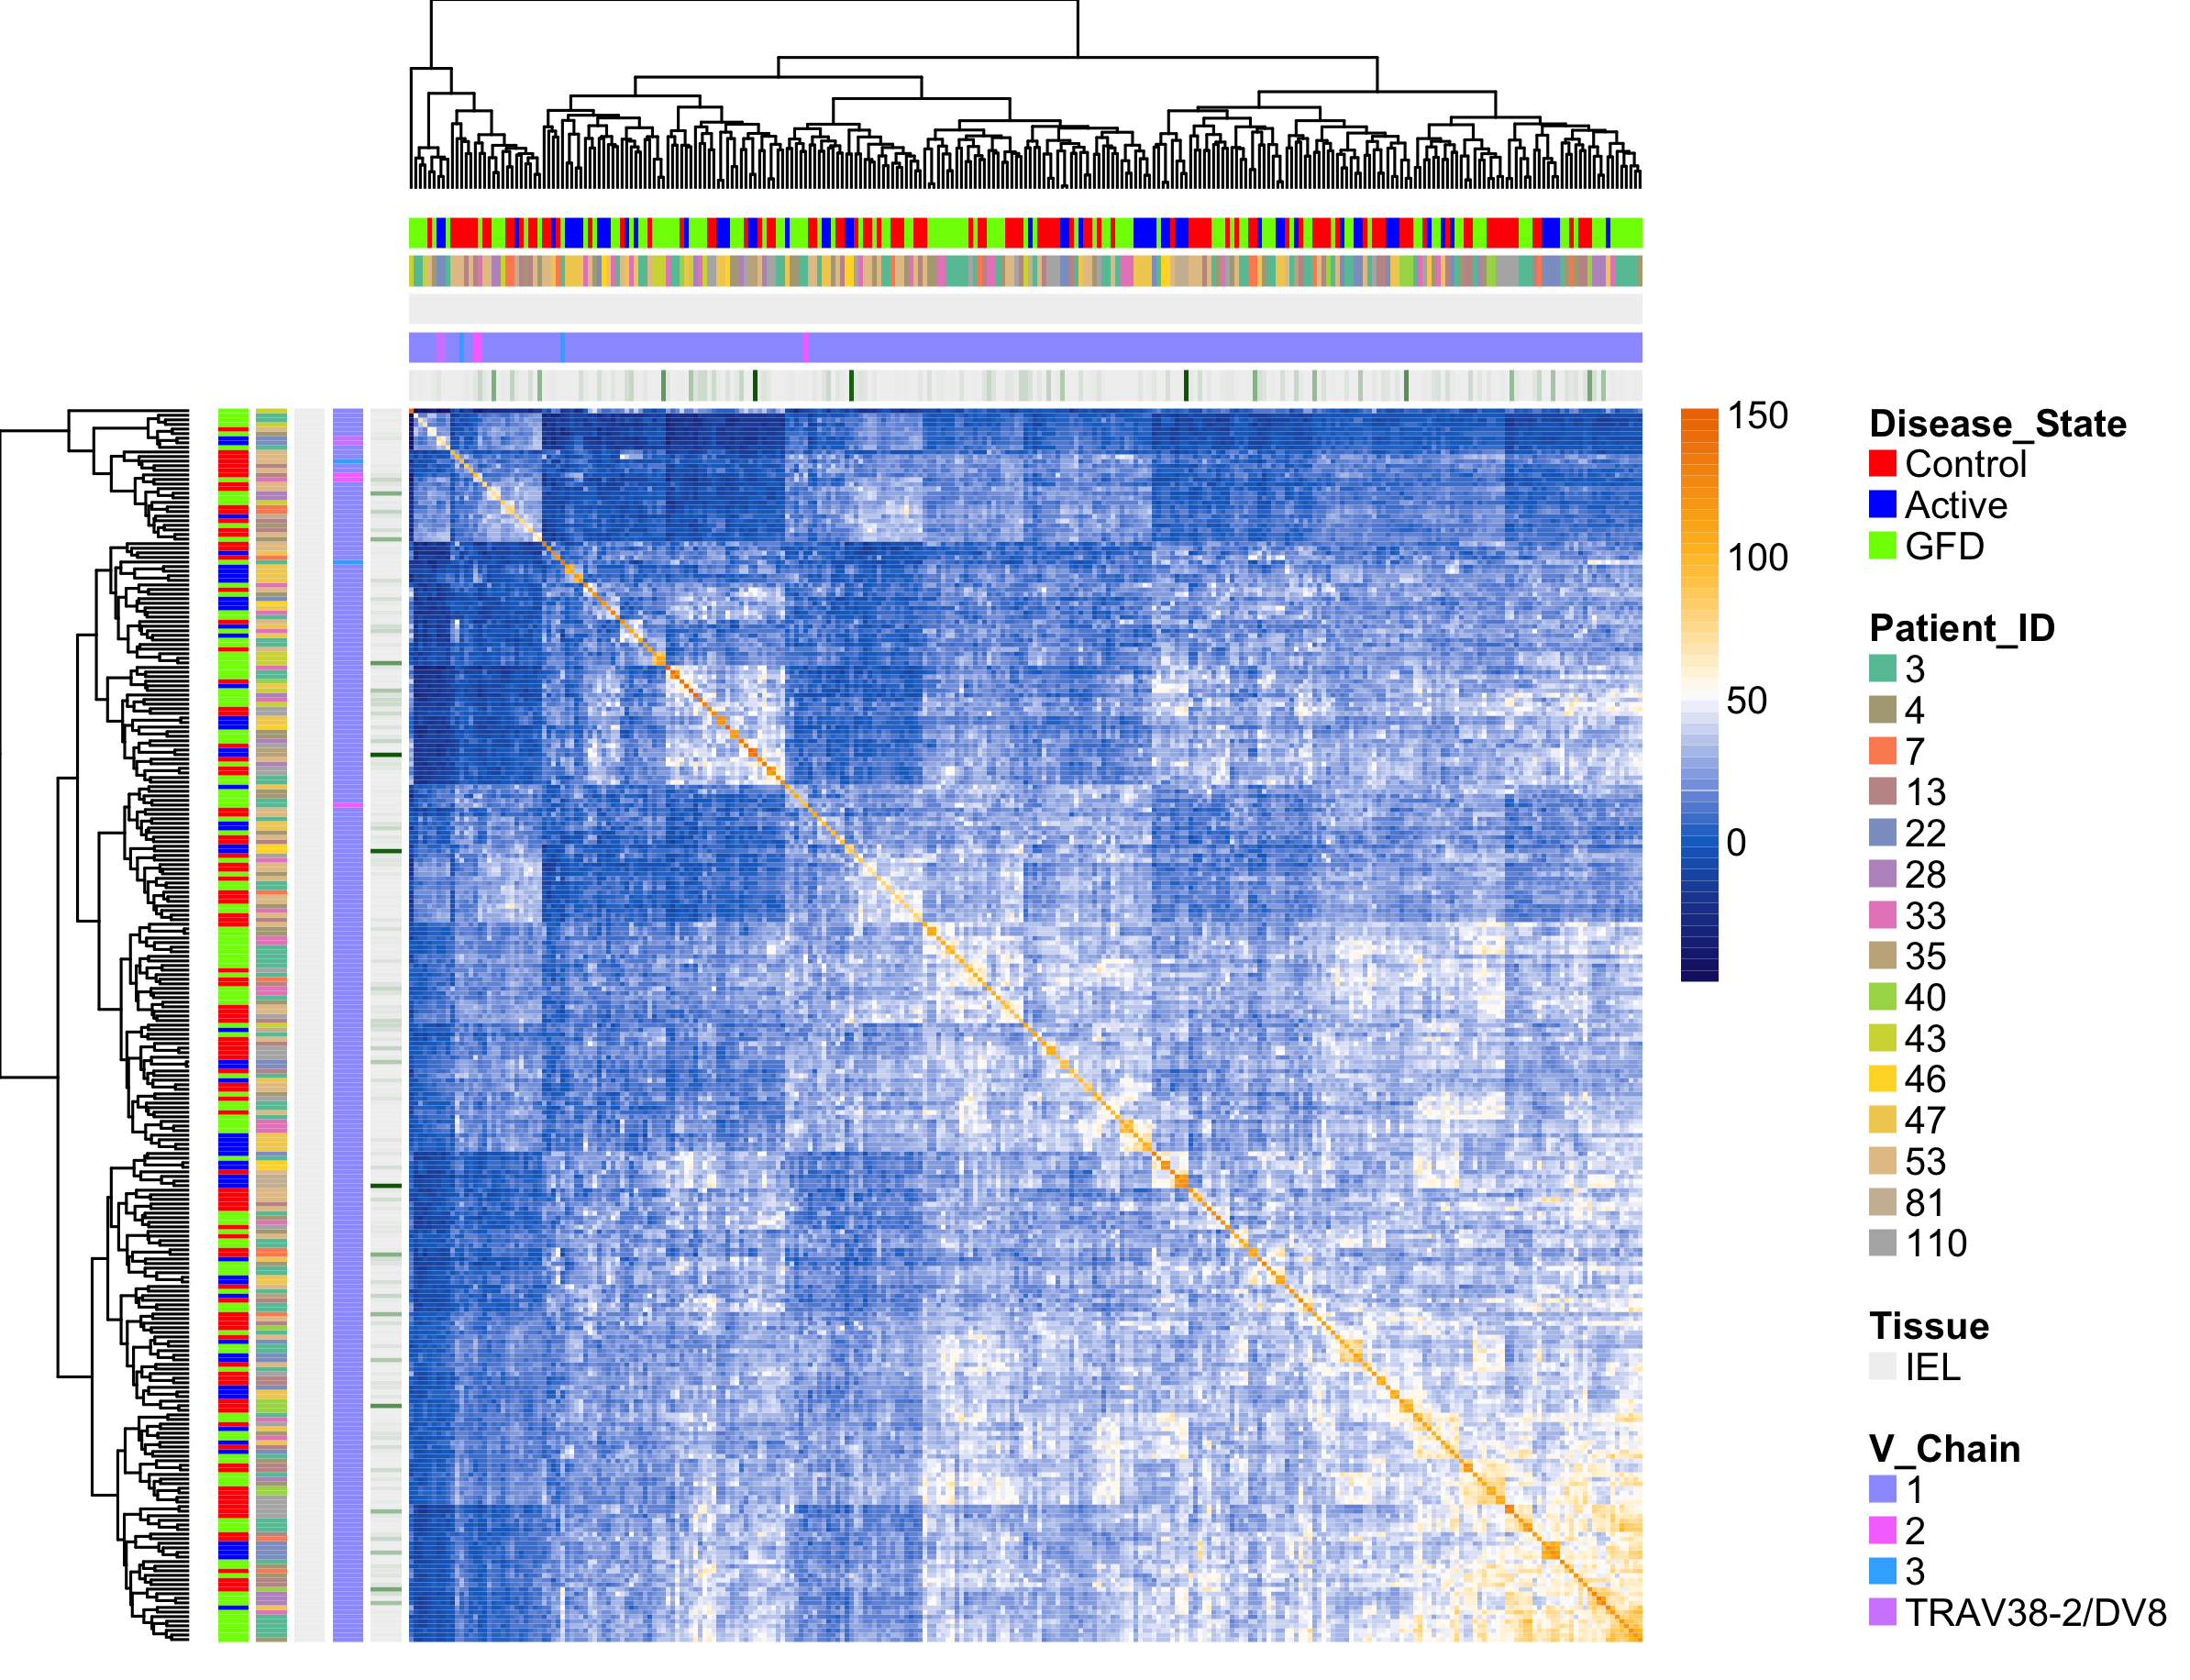 150
100
50
0
Disease_State
Control
Active
GFD
Patient_ID
3
4
7
13
22
28
33
35
40
43
46
47
53
81
110
Tissue
IEL
V_Chain
1
2
3
TRAV38-2/DV8